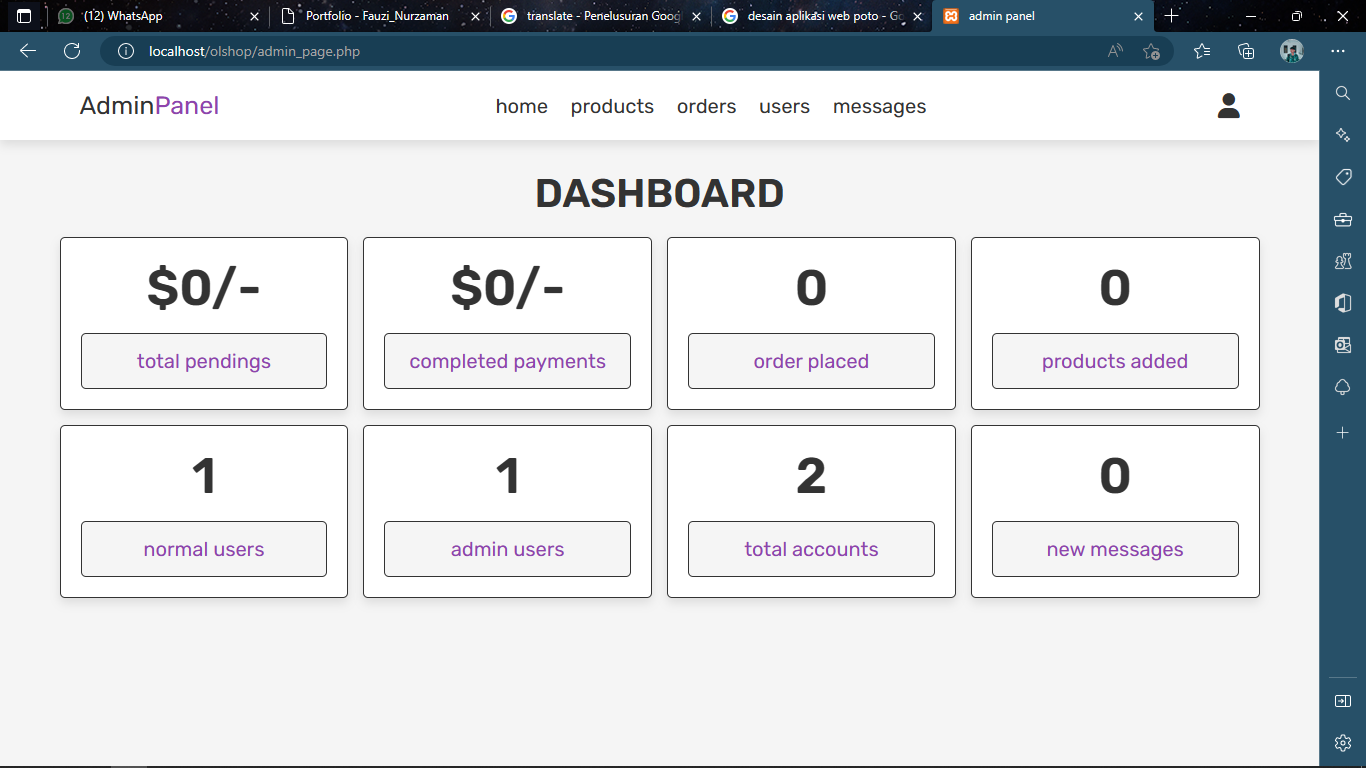 (12) WhatsApp
Portfolio - Fauzi_Nurzaman
translate - Penelusuran Goog
desain aplikasi web poto - Go
admin panel
localhost/olshop/admin_page.php
AdminPanel
home products orders users messages
DASHBOARD
$0/- $0/- 0 0
total pendings completed payments order placed products added
1 1 2 0
normal users admin users total accounts new messages